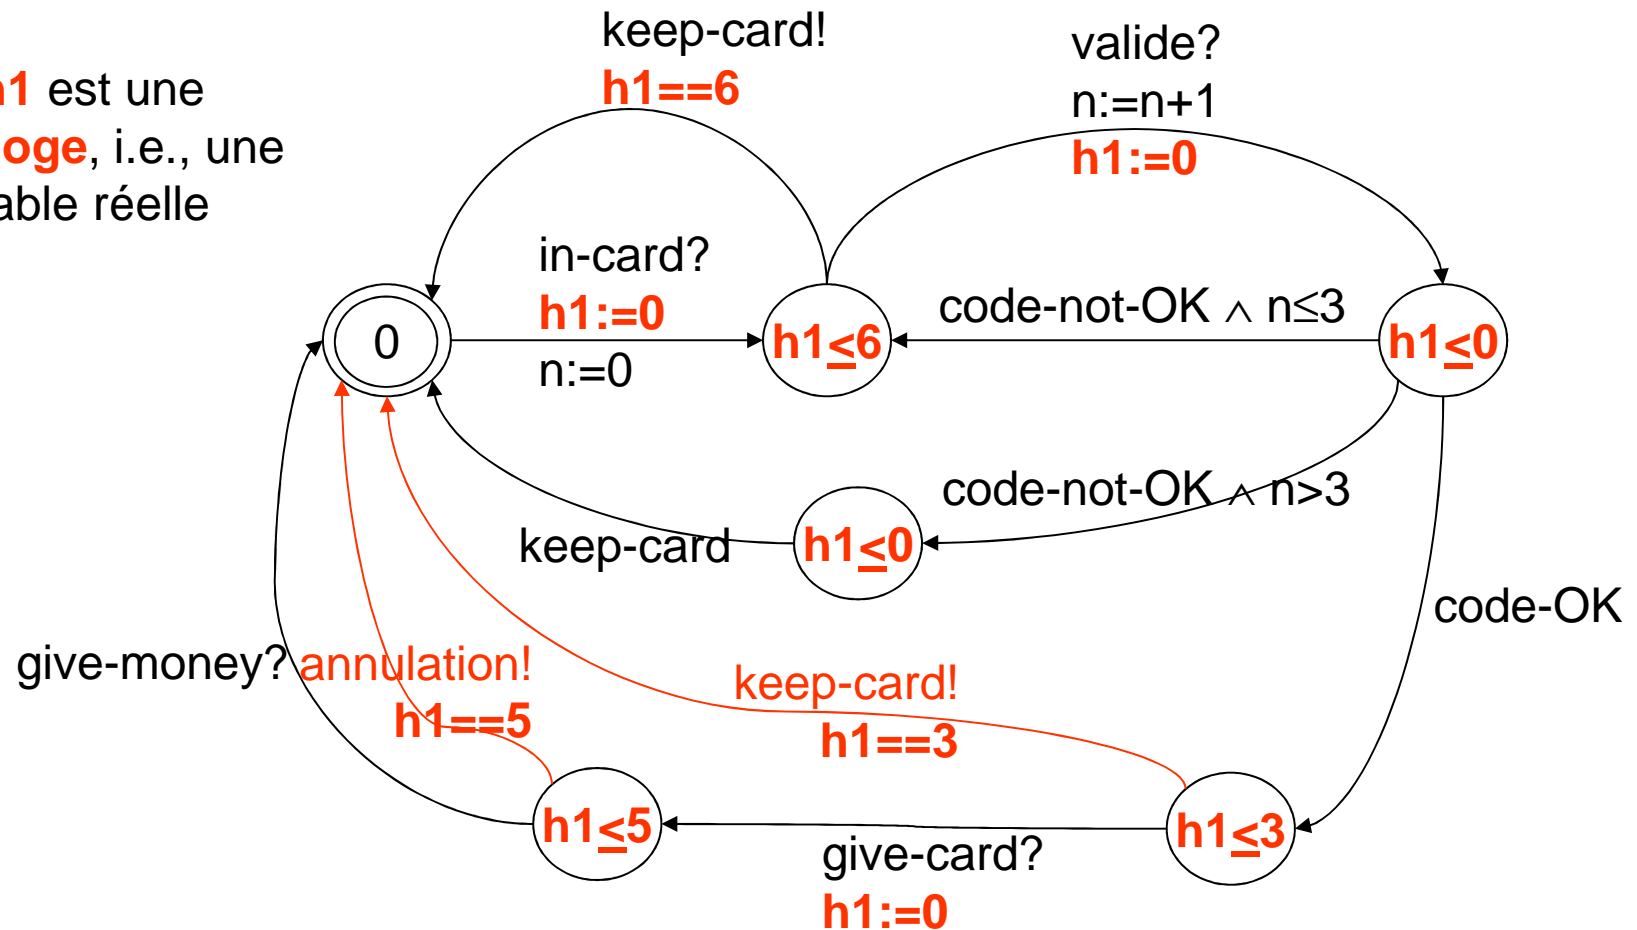 keep-card!
h1==6
valide?
n:=n+1
h1:=0
h1 est une
oge, i.e., une
able réelle
in-card?
h1:=0
n:=0
0
h1≤6
code-not-OK ∧ n≤3
h1≤0
code-not-OK ∧ n>3
keep-card
h1≤0
code-OK
give-money?
annulation!
h1==5
keep-card!
h1==3
h1≤5
h1≤3
give-card?
h1:=0